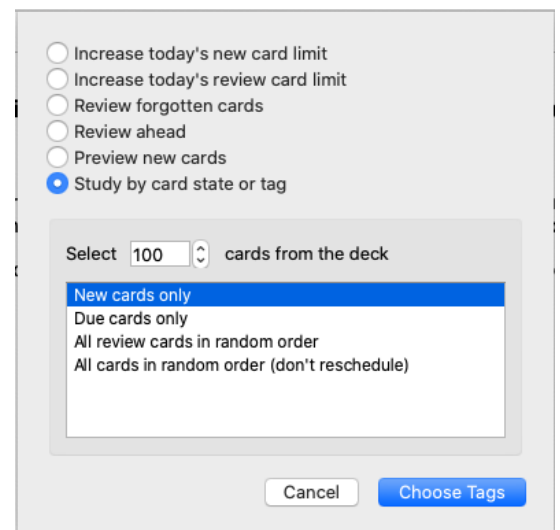 Increase today's new card limit
Increase today's review card limit
Review forgotten cards
Review ahead
Preview new cards
Study by card state or tag
Select 100 cards from the deck
New cards only
Due cards only
All review cards in random order
All cards in random order (don't reschedule)
Cancel Choose Tags